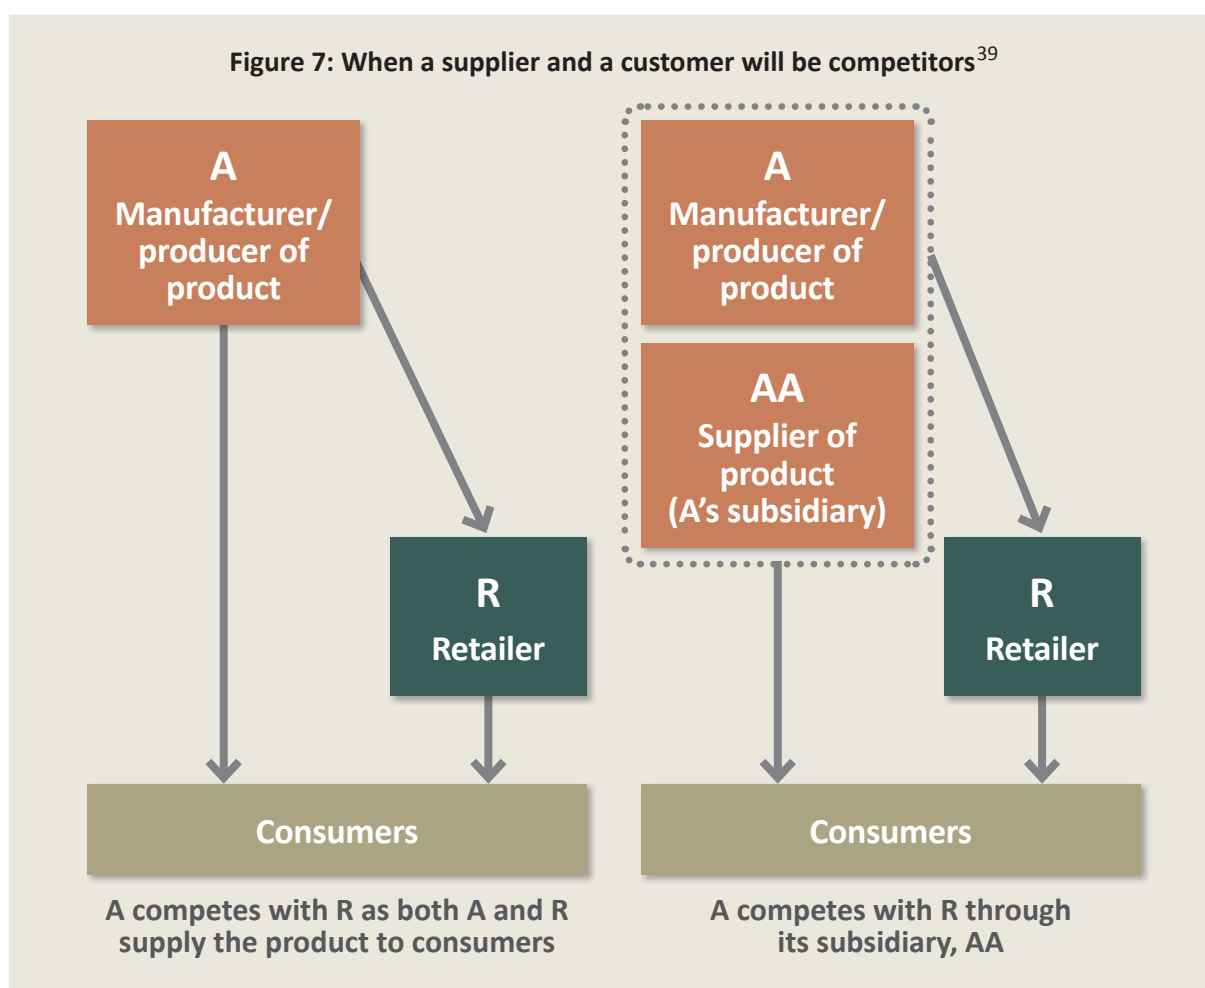 Figure 7: When a supplier and a customer will be competitors39
A
Manufacturer/
producer of
product
R
Retailer
Consumers
A competes with R as both A and R
supply the product to consumers
A
Manufacturer/
producer of
product
AA
Supplier of
product
(A’s subsidiary)
R
Retailer
Consumers
A competes with R through
its subsidiary, AA